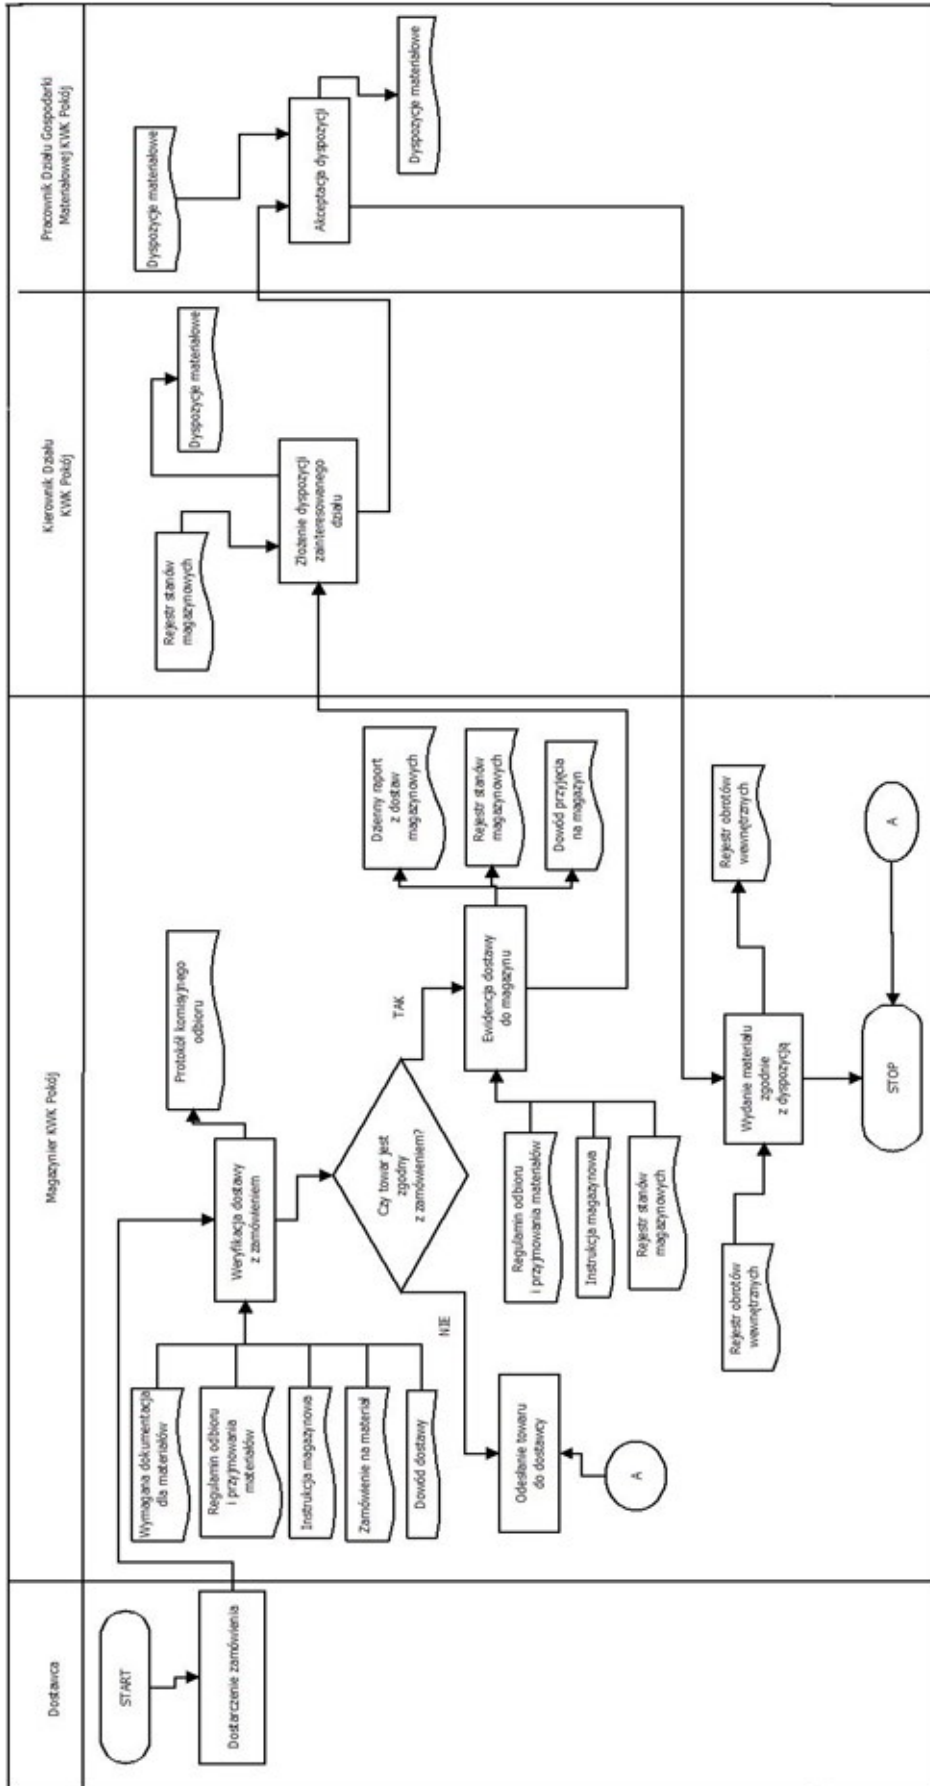 Dostawca
Magazynier KWK Pokój
Kierownik Działu
KWK Pokój
Pracownik Działu Gospodarki
Materiałowej KWK Pokój
START
Dostarczenie zamówienia
Wymagana dokumentacja
dla materiałów
Regulamin odbioru
i przyjmowania
materiałów
Instrukcja magazynowa
Zamówienie na materiał
Dowód dostawy
Weryfikacja dostawy
z zamówieniem
Protokół komisyjnego
odbioru
Czy towar jest
zgodny
z zamówieniem?
NIE
TAK
Odesłanie towaru
do dostawcy
A
Regulamin odbioru
i przyjmowania materiałów
Instrukcja magazynowa
Rejestr stanów
magazynowych
Ewidencja dostawy
do magazynu
Dzienny raport
z dostaw
magazynowych
Rejestr stanów
magazynowych
Dowód przyjęcia
na magazyn
Rejestr stanów
magazynowych
Złożenie dyspozycji
zainteresowanego
działu
Dyspozycje materiałowe
Dyspozycje materiałowe
Akceptacja dyspozycji
Dyspozycje materiałowe
Rejestr obrotów
wewnętrznych
Wydanie materiału
zgodnie
z dyspozycją
Rejestr obrotów
wewnętrznych
STOP
A